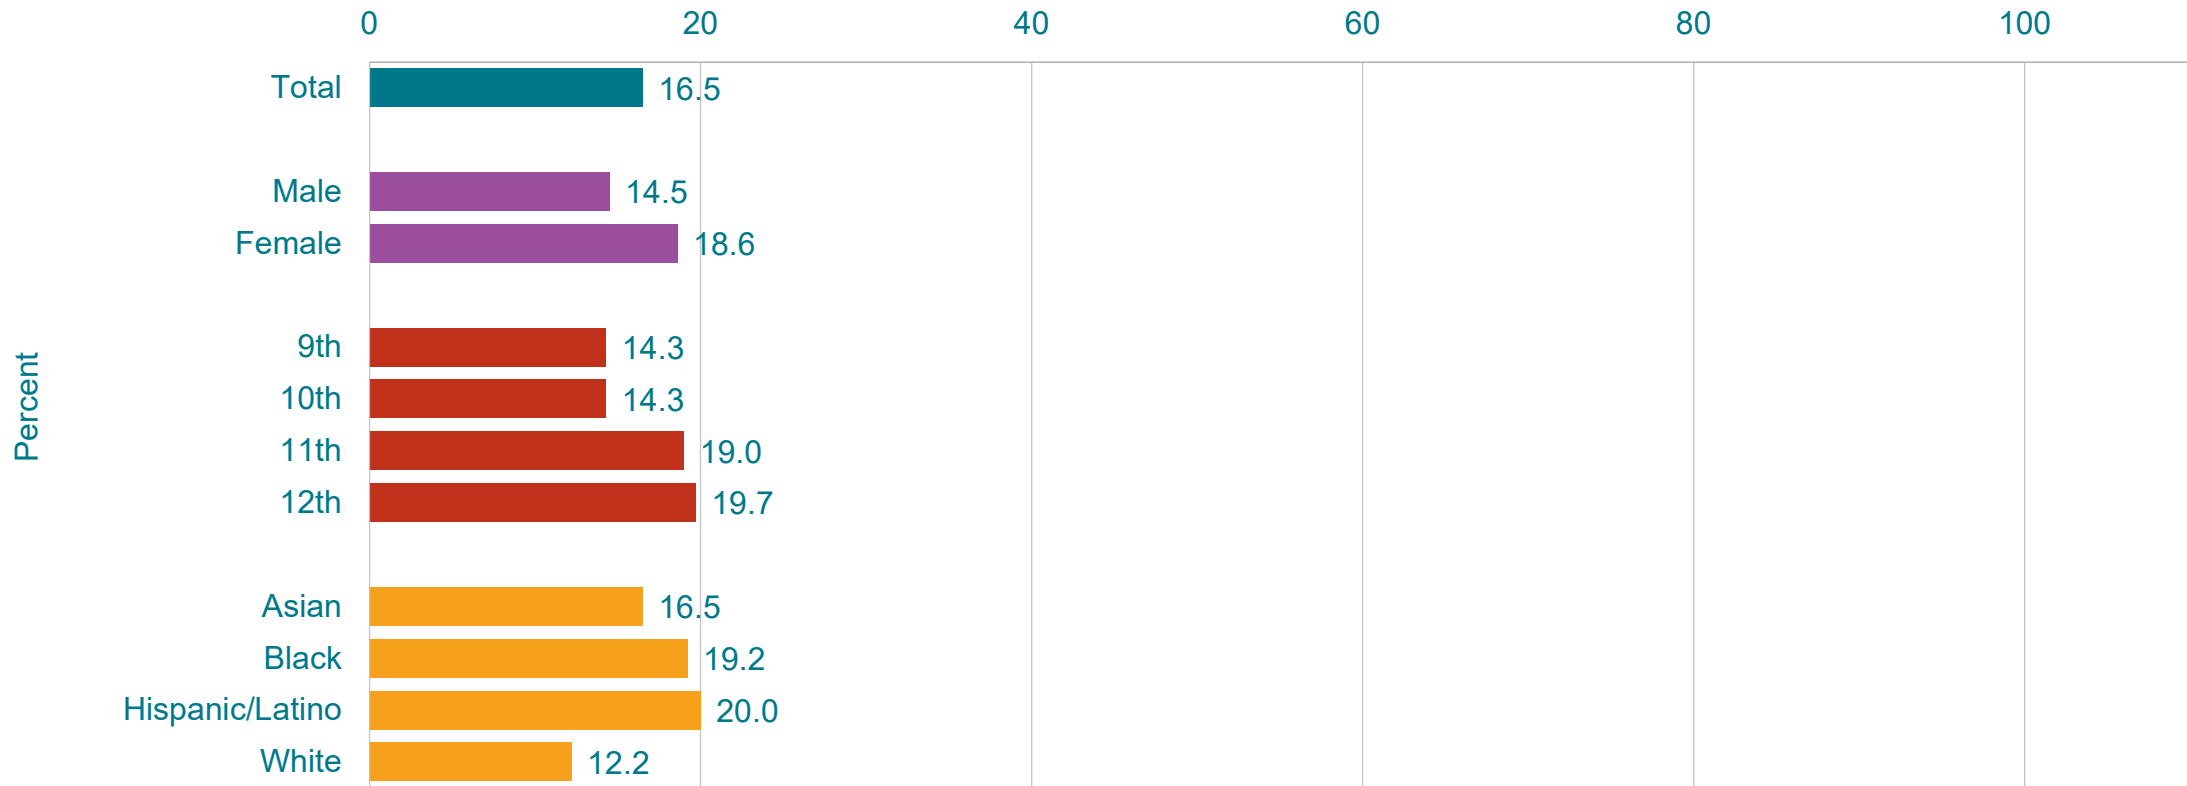 0 20 40 60 80 100
Total 16.5
Male 14.5
Female 18.6
9th 14.3
10th 14.3
11th 19.0
12th 19.7
Asian 16.5
Black 19.2
Hispanic/Latino 20.0
White 12.2
Percent